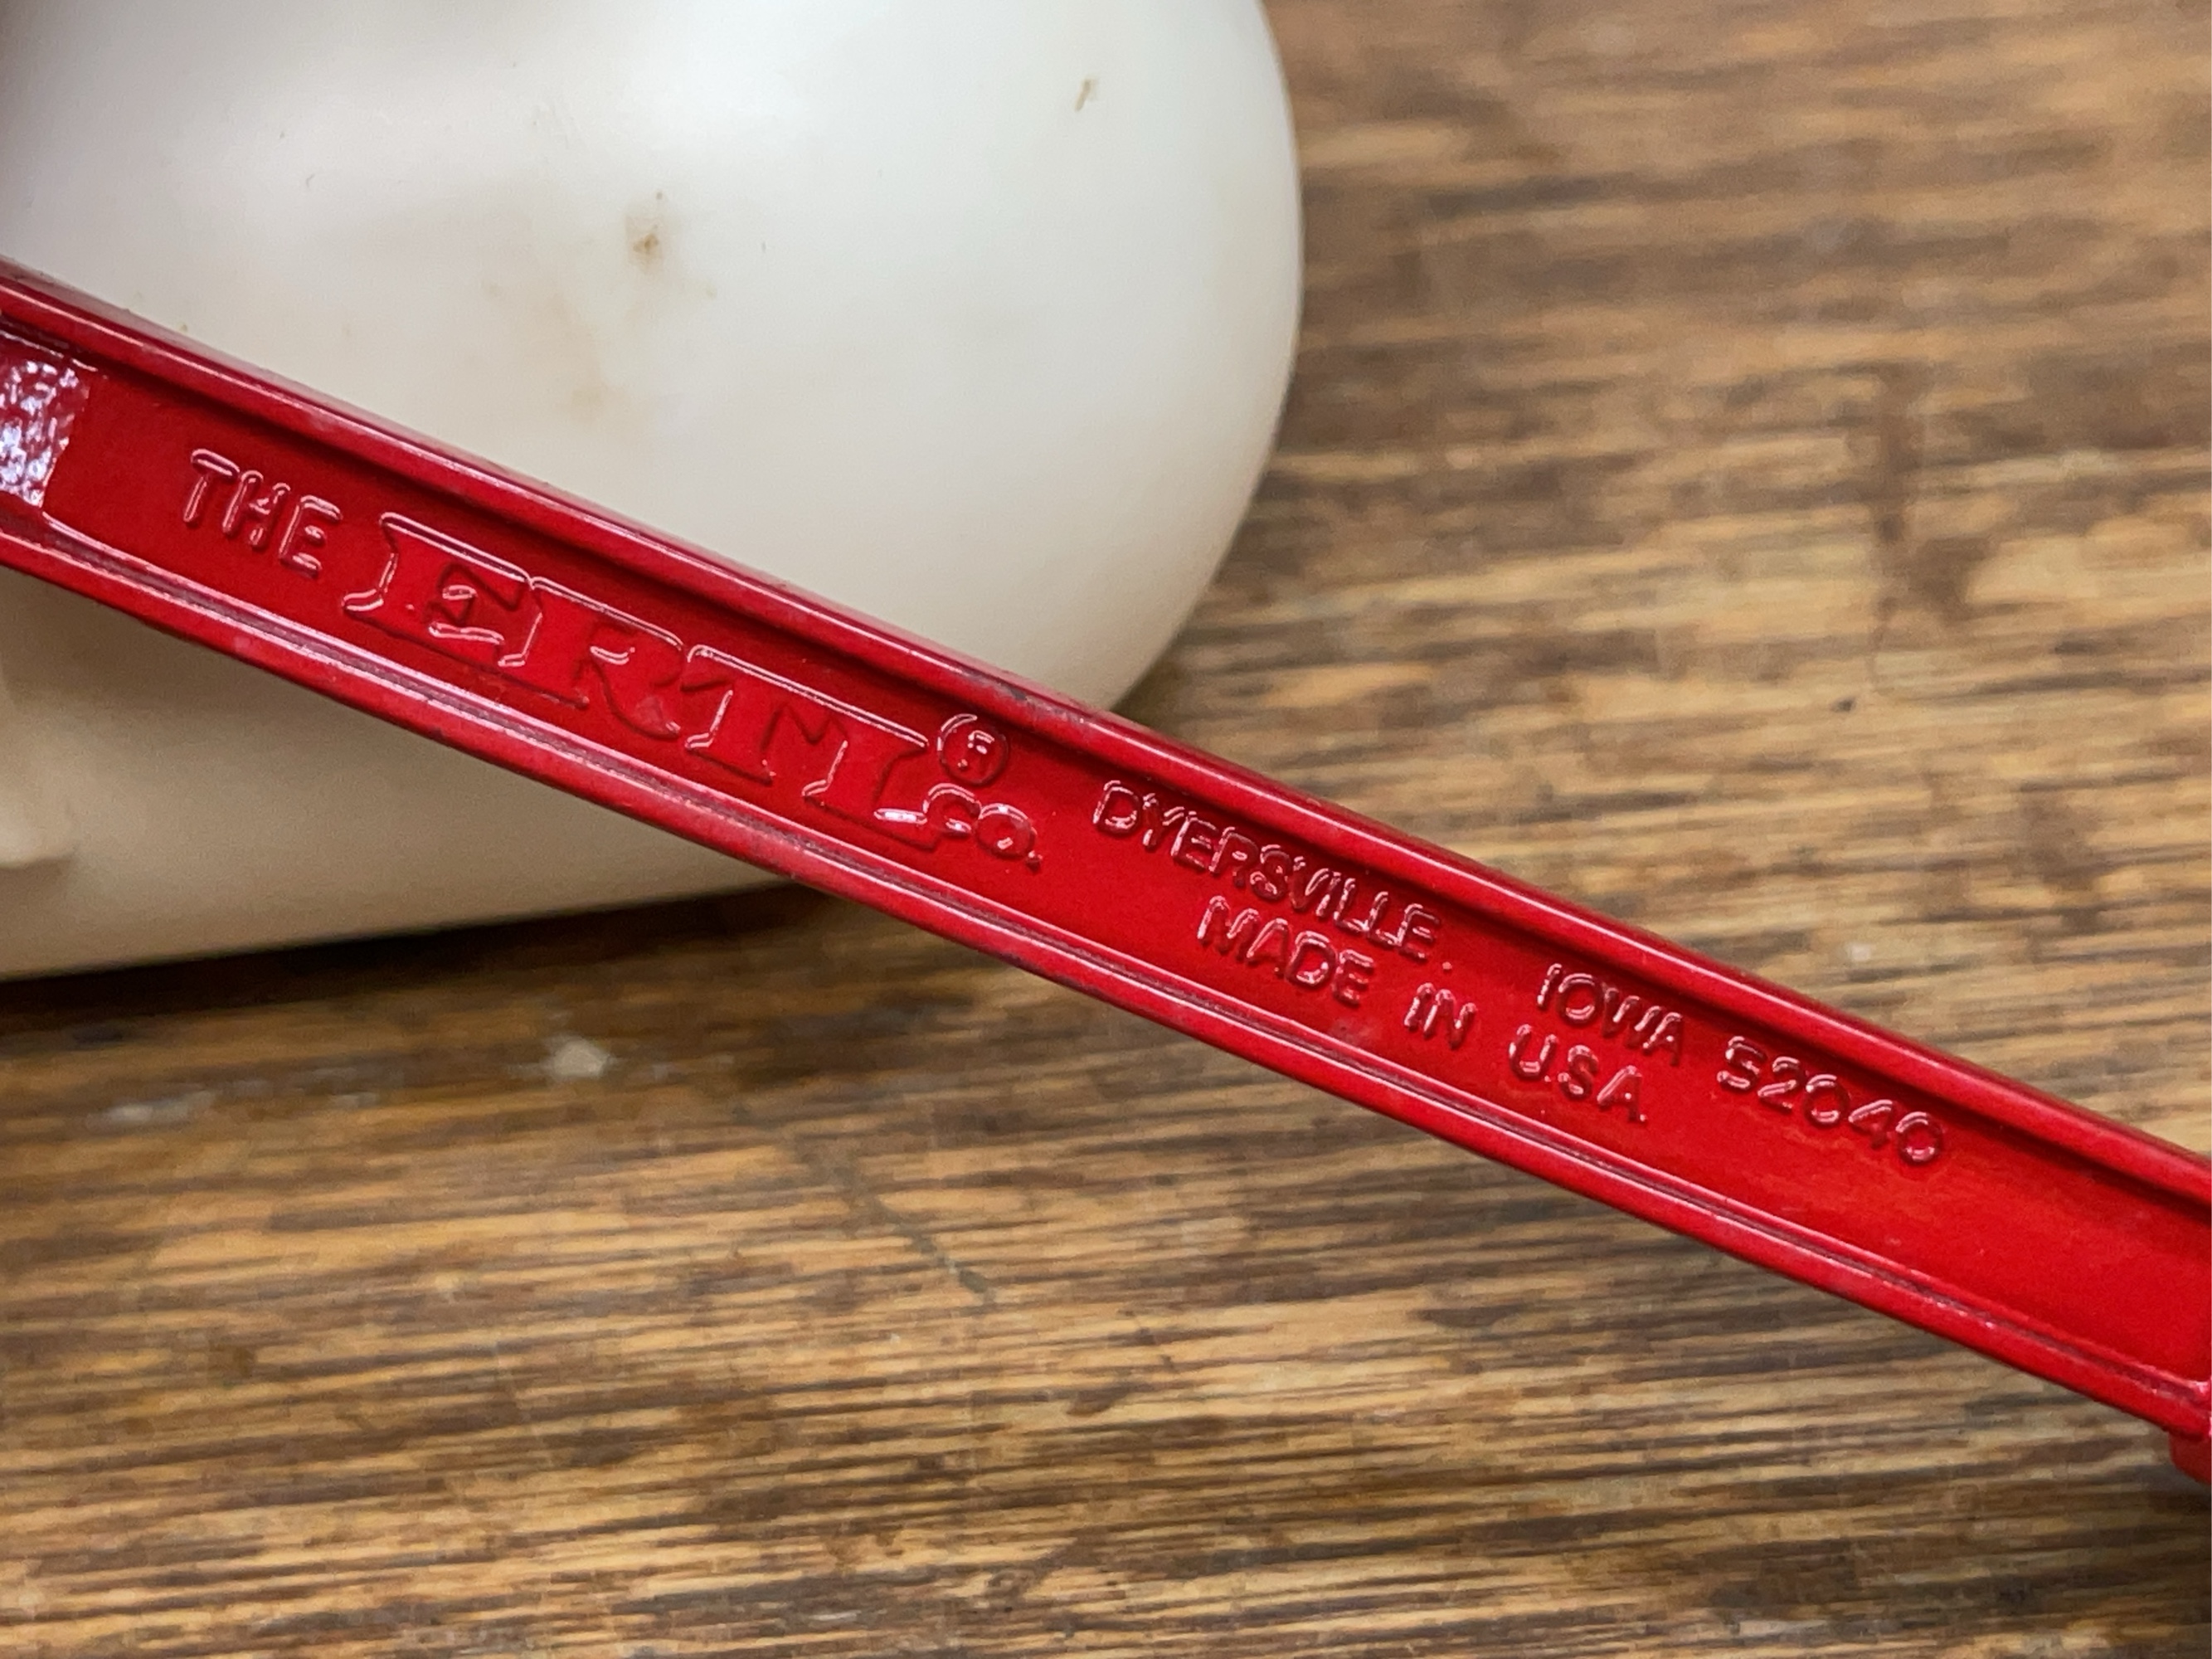 THE ERTL® CO.
DYERSVILLE. IOWA 52040
MADE IN U.S.A.